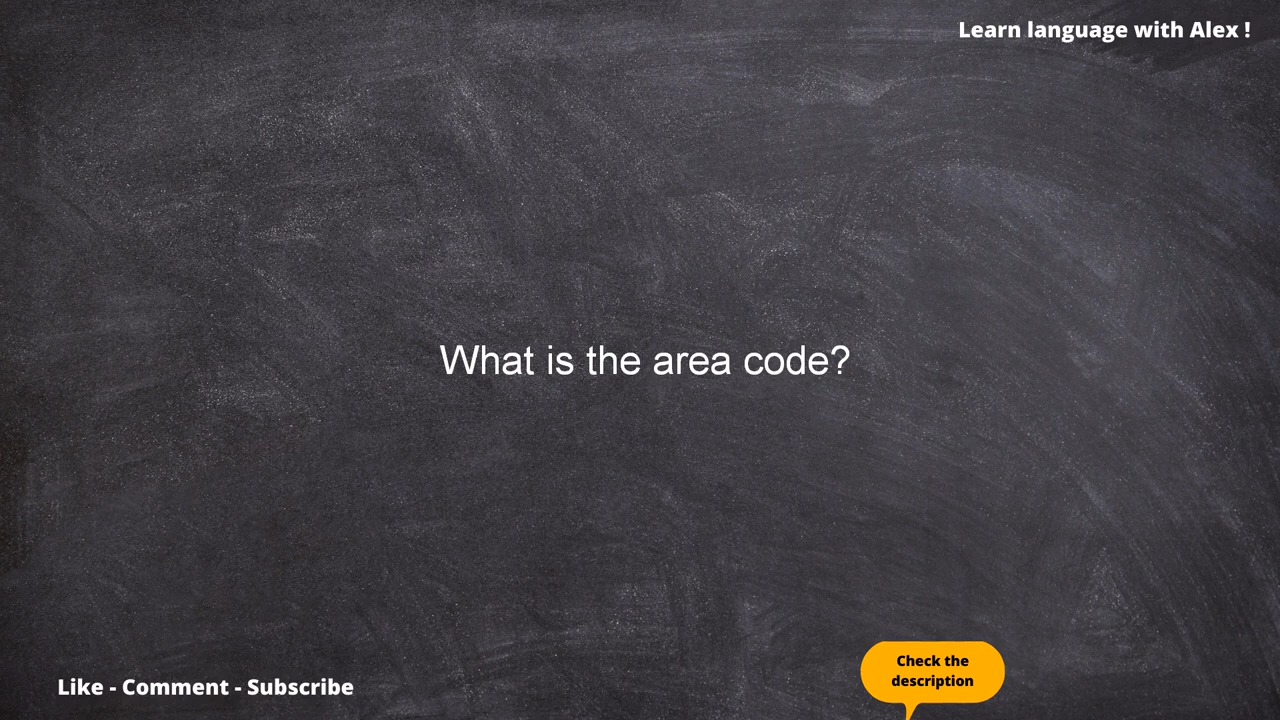 Learn language with Alex !
What is the area code?
Check the
description
Like - Comment - Subscribe